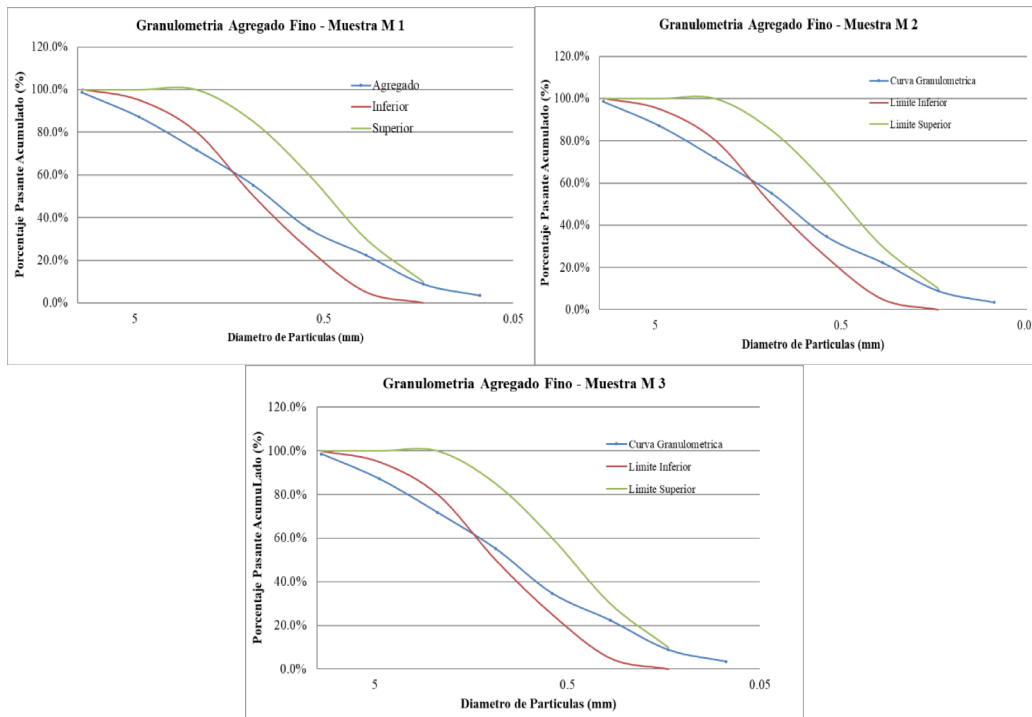 Granulometria Agregado Fino - Muestra M 1
Porcentaje Pasante Acumulado (%)
120.0%
100.0%
80.0%
60.0%
40.0%
20.0%
0.0%
Agregado
Inferior
Superior
5
0.5
0.05
Diametro de Particulas (mm)
Granulometria Agregado Fino - Muestra M 2
Porcentaje Pasante Acumulado (%)
120.0%
100.0%
80.0%
60.0%
40.0%
20.0%
0.0%
Curva Granulometrica
Limite Inferior
Limite Superior
5
0.5
0.0
Diametro de Particulas (mm)
Granulometria Agregado Fino - Muestra M 3
Porcentaje Pasante AcumuLado (%)
120.0%
100.0%
80.0%
60.0%
40.0%
20.0%
0.0%
Curva Granulometrica
Limite Inferior
Limite Superior
5
0.5
0.05
Diametro de Particulas (mm)